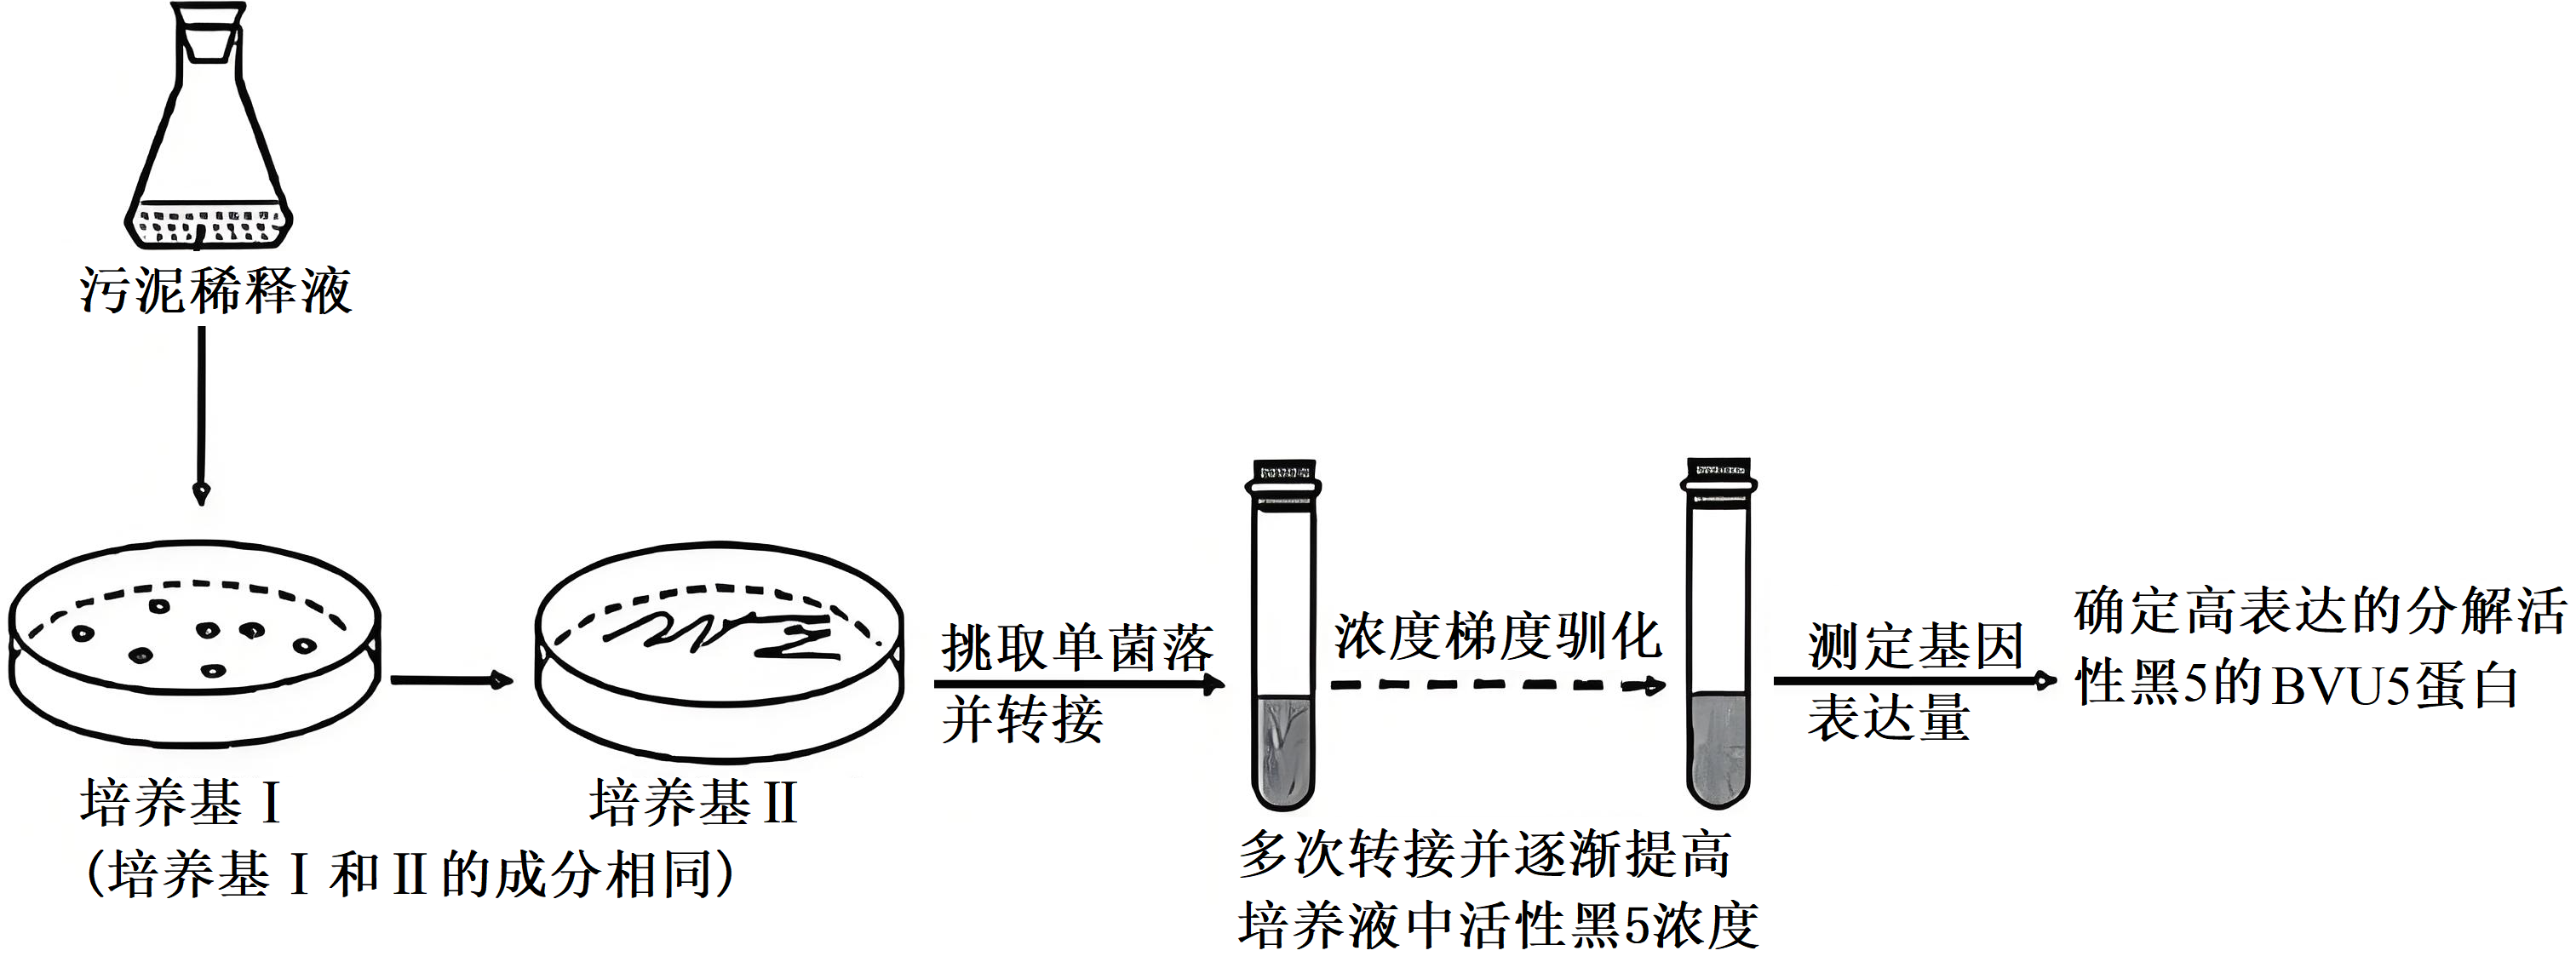 污泥稀释液
培养基Ⅰ
培养基Ⅱ
(培养基Ⅰ和Ⅱ的成分相同)
挑取单菌落
并转接
浓度梯度驯化
多次转接并逐渐提高
培养液中活性黑5浓度
测定基因
表达量
确定高表达的分解活
性黑5的BVU5蛋白